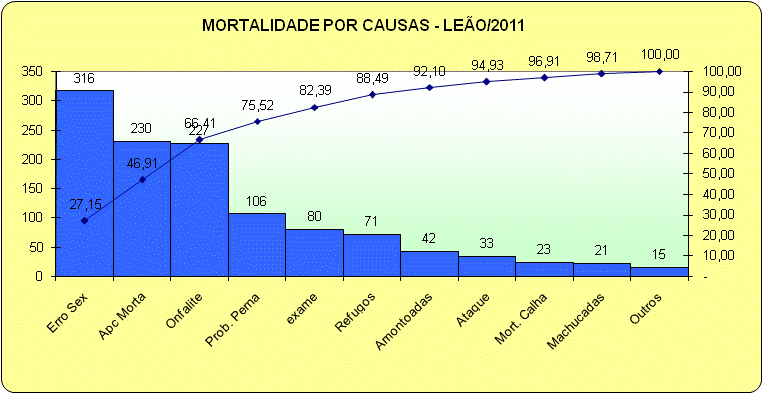 MORTALIDADE POR CAUSAS - LEÃO/2011
27,15 46,91 66,41 75,52 82,39 88,49 92,10 94,93 96,91 98,71 100,00
316 230 227 106 80 71 42 33 23 21 15
350
300
250
200
150
100
50
0
100,00
90,00
80,00
70,00
60,00
50,00
40,00
30,00
20,00
10,00
-
Erro Sex
Apc Morta
Onfalite
Prob. Perna
exame
Refugos
Amontoadas
Ataque
Mort. Calha
Machucadas
Outros